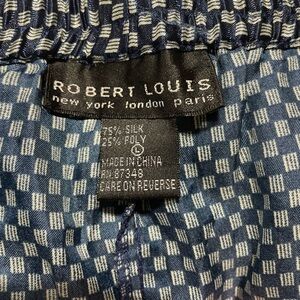 ROBERT LOUIS
new york london paris
75% SILK
25% POLY
L
MADE IN CHINA
RN 87348
CARE ON REVERSE